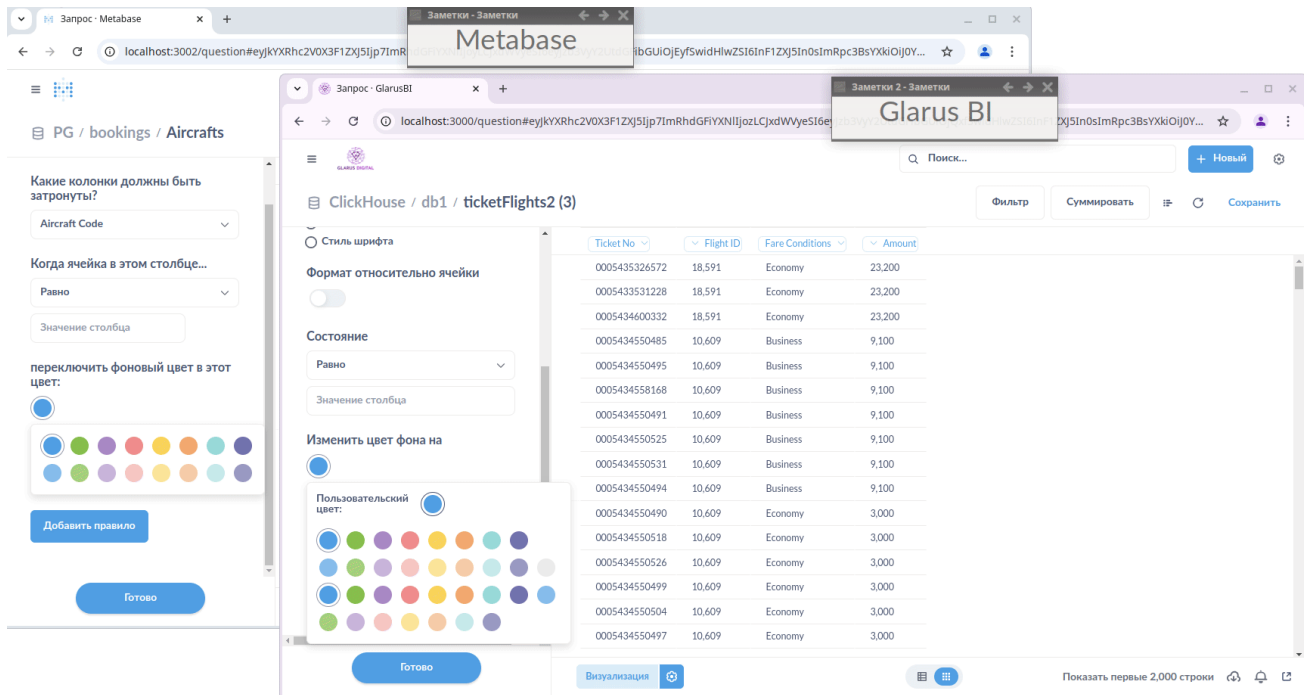 Запрос · Metabase
Заметки - Заметки
Metabase
localhost:3002/question#eyJkYXRhc2V0X3F1ZXJ5Ijp7ImR
PG / bookings / Aircrafts
Какие колонки должны быть
затронуты?
Aircraft Code
Когда ячейка в этом столбце...
Равно
Значение столбца
переключить фоновый цвет в этот
цвет:
Добавить правило
Готово
Запрос · GlarusBI
Заметки 2 - Заметки
Glarus BI
localhost:3000/question#eyJkYXRhc2V0X3F1ZXJ5Ijp7ImRhdGFiYXNlIjozLCJxdWVyeSI6ey
GLARUS DIGITAL
Поиск...
+ Новый
ClickHouse / db1 / ticketFlights2 (3)
Фильтр
Суммировать
Сохранить
Стиль шрифта
Формат относительно ячейки
Состояние
Равно
Значение столбца
Изменить цвет фона на
Пользовательский
цвет:
Готово
Ticket No Flight ID Fare Conditions Amount
0005435326572 18,591 Economy 23,200
0005433531228 18,591 Economy 23,200
0005434600332 18,591 Economy 23,200
0005434550485 10,609 Business 9,100
0005434550495 10,609 Business 9,100
0005434558168 10,609 Business 9,100
0005434550491 10,609 Business 9,100
0005434550525 10,609 Business 9,100
0005434550531 10,609 Business 9,100
0005434550494 10,609 Business 9,100
0005434550490 10,609 Economy 3,000
0005434550518 10,609 Economy 3,000
0005434550526 10,609 Economy 3,000
0005434550499 10,609 Economy 3,000
0005434550504 10,609 Economy 3,000
0005434550497 10,609 Economy 3,000
Визуализация
Показать первые 2,000 строки